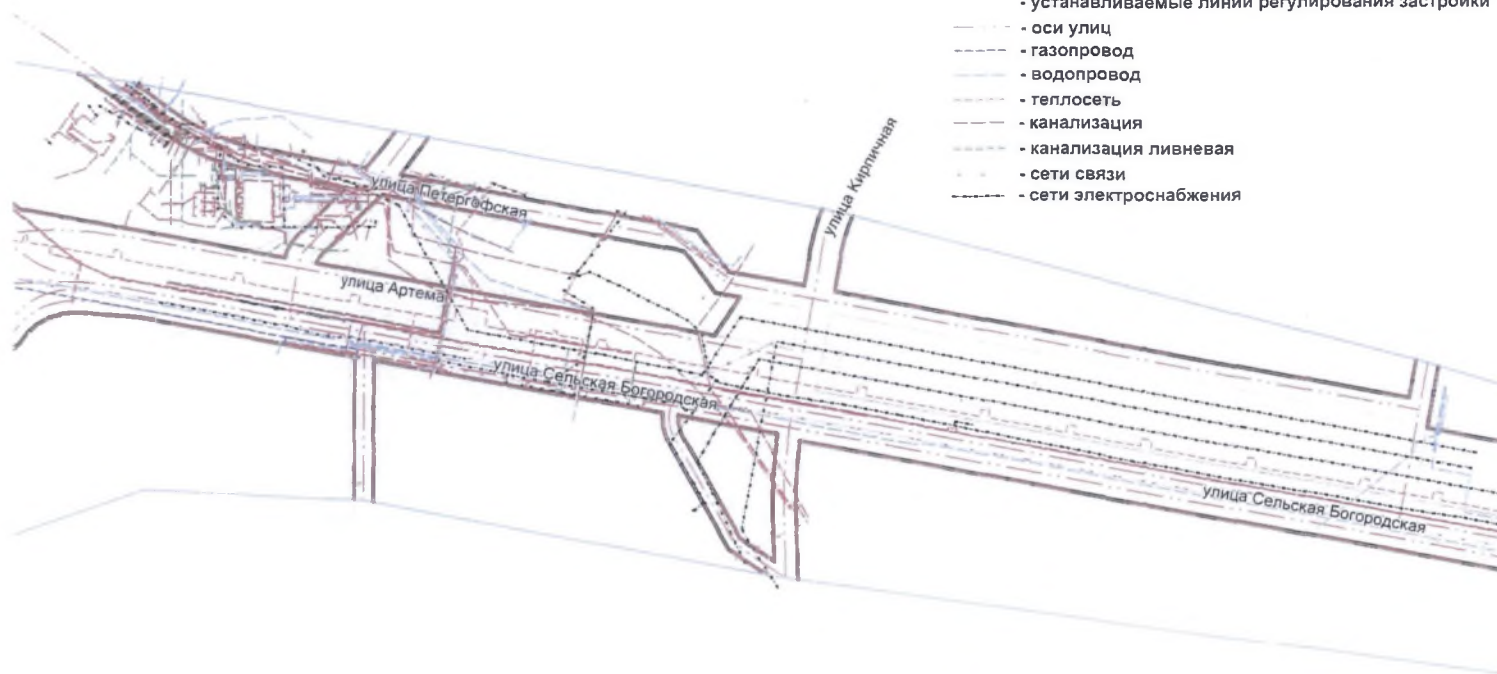 - устанавливаемые линии регулирования застройки
- оси улиц
- газопровод
- водопровод
- теплосеть
- канализация
- канализация ливневая
- сети связи
- сети электроснабжения
улица Кирпичная
улица Петергофская
улица Артема
улица Сельская Богородская
улица Сельская Богородская